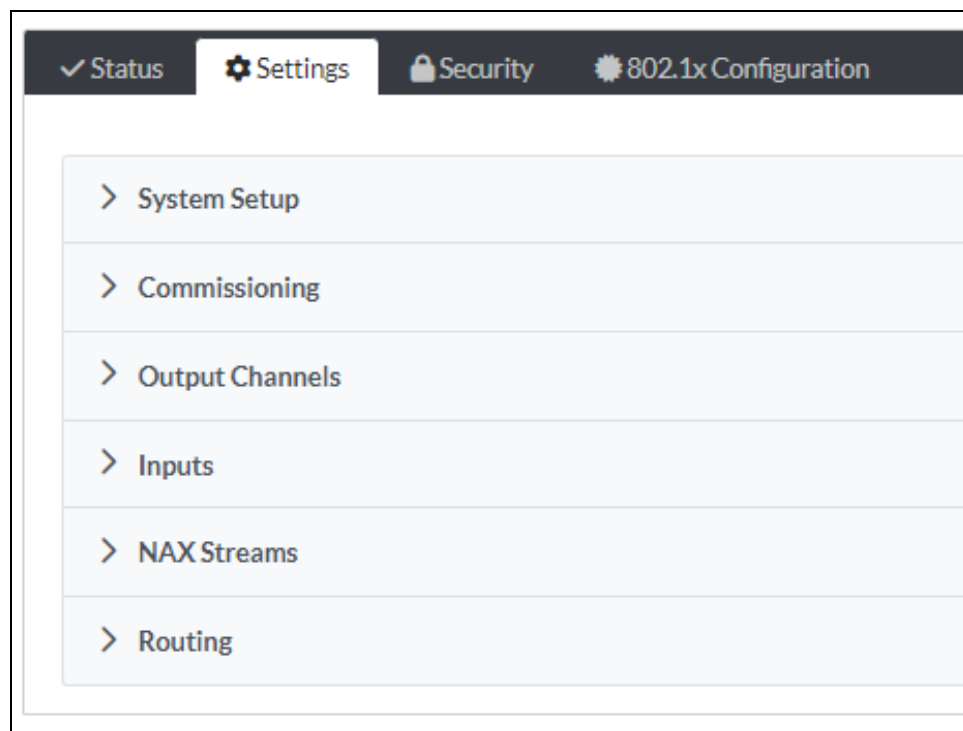 Status Settings Security 802.1x Configuration
System Setup
Commissioning
Output Channels
Inputs
NAX Streams
Routing